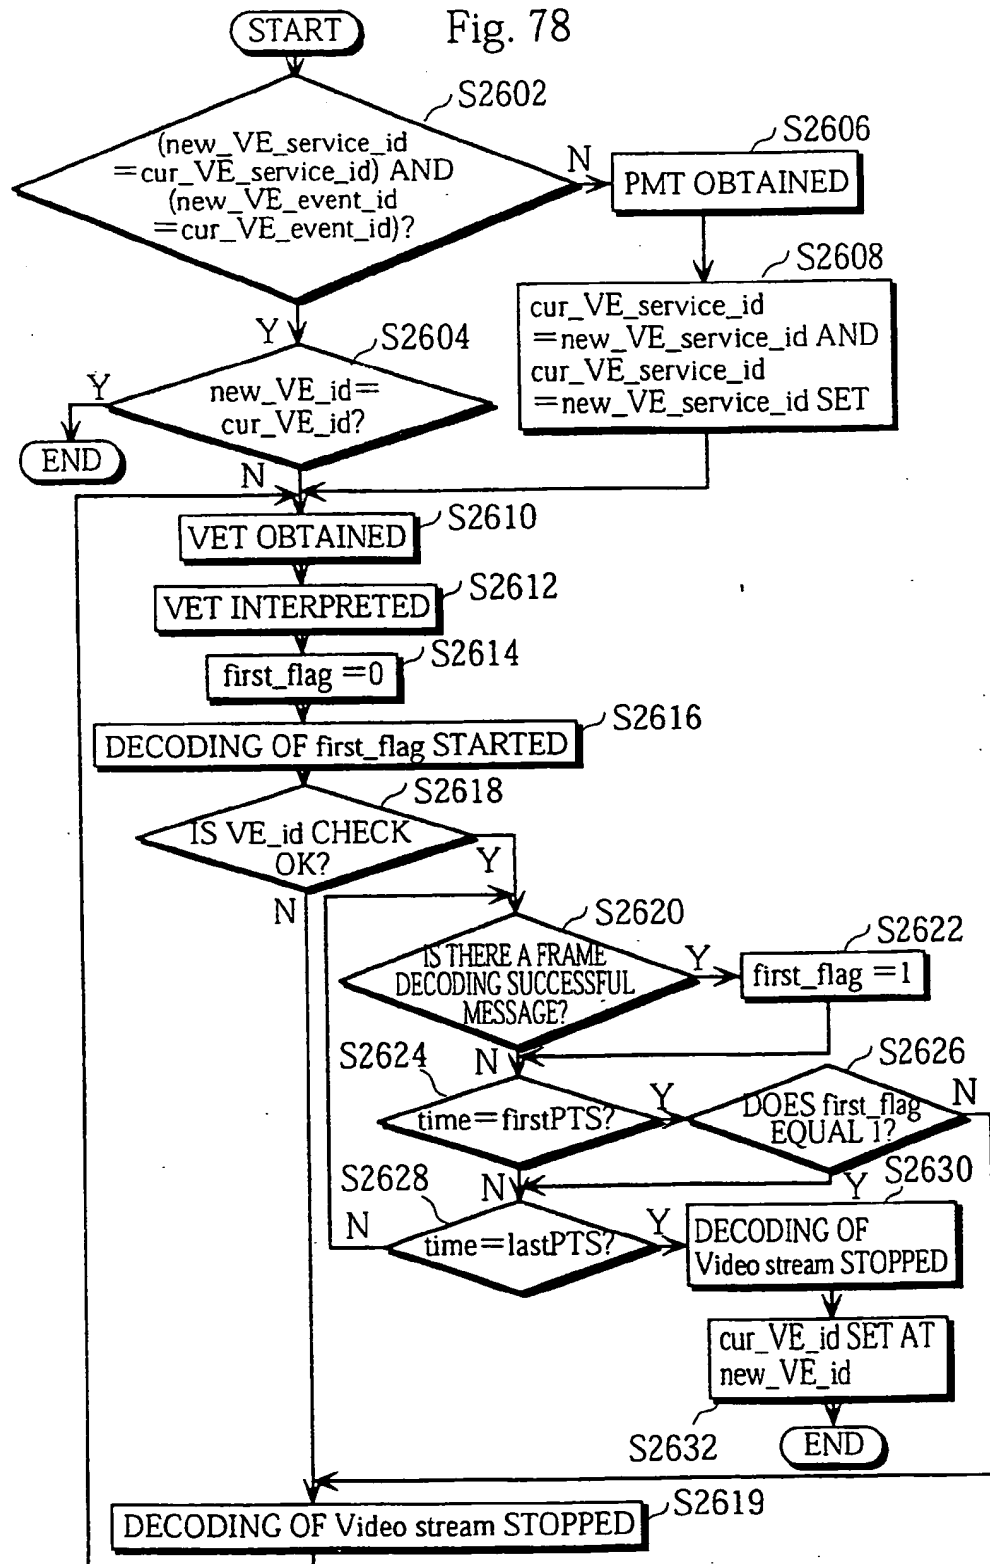 START
Fig. 78
S2602
(new_VE_service_id
=cur_VE_service_id) AND
(new_VE_event_id
=cur_VE_event_id)?
N
S2606
PMT OBTAINED
S2608
cur_VE_service_id
=new_VE_service_id AND
cur_VE_service_id
=new_VE_service_id SET
Y
S2604
new_VE_id=
cur_VE_id?
Y
END
N
S2610
VET OBTAINED
S2612
VET INTERPRETED
S2614
first_flag =0
S2616
DECODING OF first_flag STARTED
S2618
IS VE_id CHECK
OK?
Y
N
S2620
IS THERE A FRAME
DECODING SUCCESSFUL
MESSAGE?
Y
S2622
first_flag =1
N
S2624
time=firstPTS?
Y
S2626
DOES first_flag
EQUAL 1?
N
Y
N
S2628
time=lastPTS?
N
Y
S2630
DECODING OF
Video stream STOPPED
cur_VE_id SET AT
new_VE_id
S2632
END
S2619
DECODING OF Video stream STOPPED